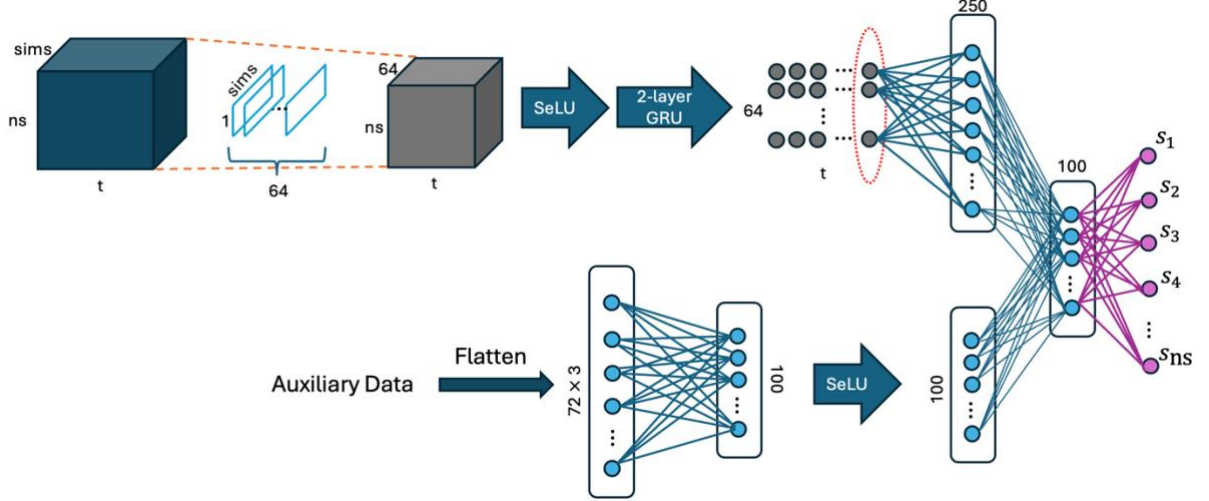 sims
ns
t
sims
1
...
64
64
ns
t
SeLU
2-layer
GRU
64
...
...
...
...
t
250
...
100
...
s1
s2
s3
s4
...
sns
Auxiliary Data
Flatten
72 × 3
...
100
...
SeLU
100
...